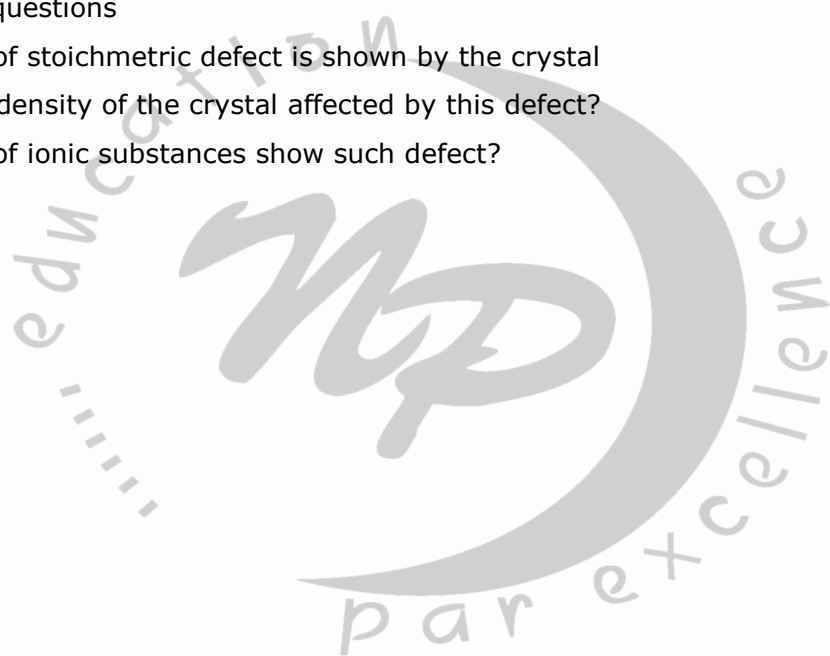 questions
of stoichmetric defect is shown by the crystal
density of the crystal affected by this defect?
of ionic substances show such defect?
education
np
par excellence